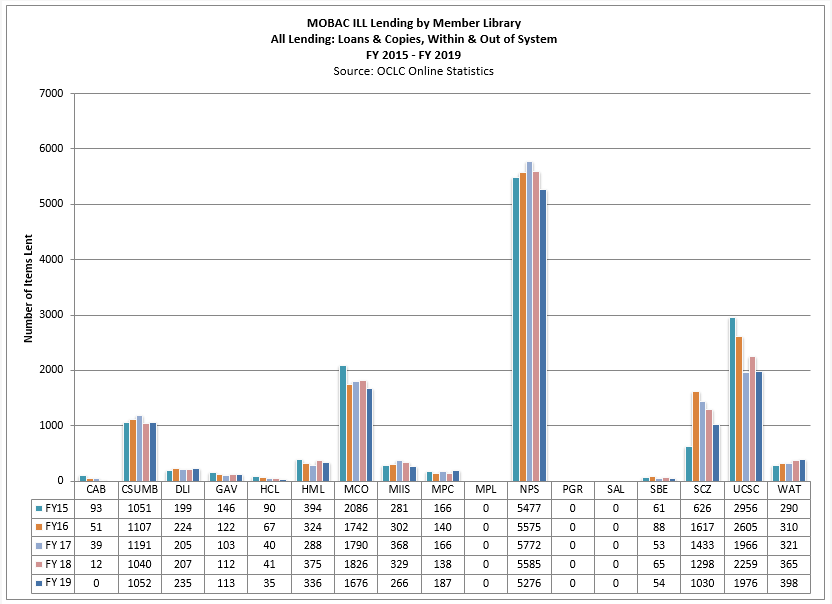 MOBAC ILL Lending by Member Library
All Lending: Loans & Copies, Within & Out of System
FY 2015 - FY 2019
Source: OCLC Online Statistics
Number of Items Lent
7000
6000
5000
4000
3000
2000
1000
0
CAB CSUMB DLI GAV HCL HML MCO MIIS MPC MPL NPS PGR SAL SBE SCZ UCSC WAT
FY15 93 1051 199 146 90 394 2086 281 166 0 5477 0 0 61 626 2956 290
FY16 51 1107 224 122 67 324 1742 302 140 0 5575 0 0 88 1617 2605 310
FY 17 39 1191 205 103 40 288 1790 368 166 0 5772 0 0 53 1433 1966 321
FY 18 12 1040 207 112 41 375 1826 329 138 0 5585 0 0 65 1298 2259 365
FY 19 0 1052 235 113 35 336 1676 266 187 0 5276 0 0 54 1030 1976 398